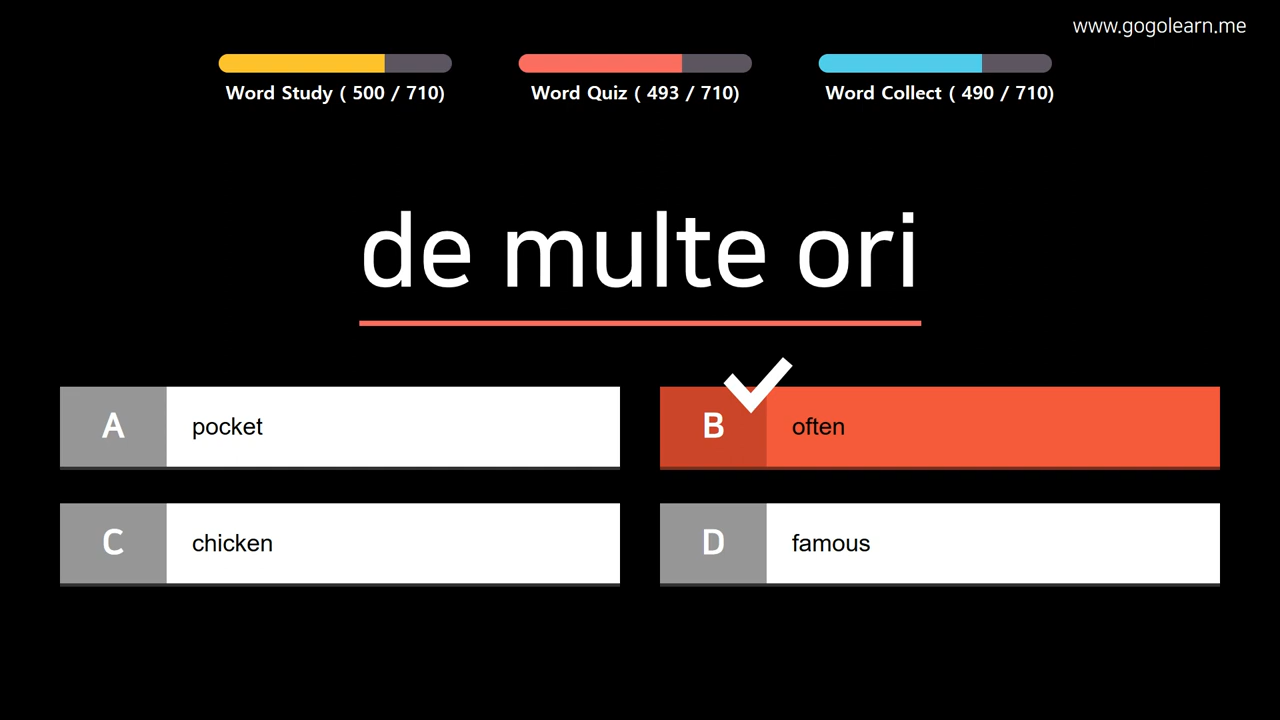 www.gogolearn.me
Word Study ( 500 / 710)
Word Quiz ( 493 / 710)
Word Collect ( 490 / 710)
de multe ori
A pocket
B often
C chicken
D famous